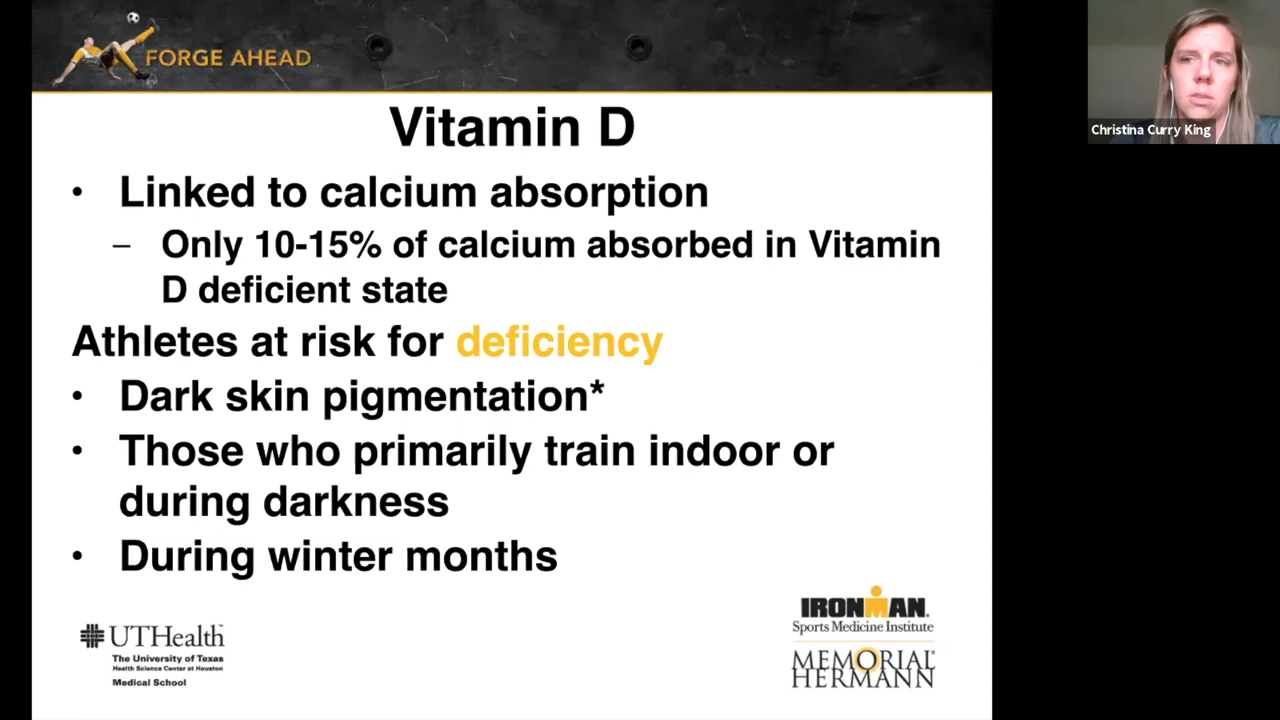 FORGE AHEAD
Christina Curry King
Vitamin D
• Linked to calcium absorption
– Only 10-15% of calcium absorbed in Vitamin
D deficient state
Athletes at risk for deficiency
• Dark skin pigmentation*
• Those who primarily train indoor or
during darkness
• During winter months
UTHealth™
The University of Texas
Health Science Center at Houston
Medical School
IRONMAN®
Sports Medicine Institute
MEMORIAL®
HERMANN